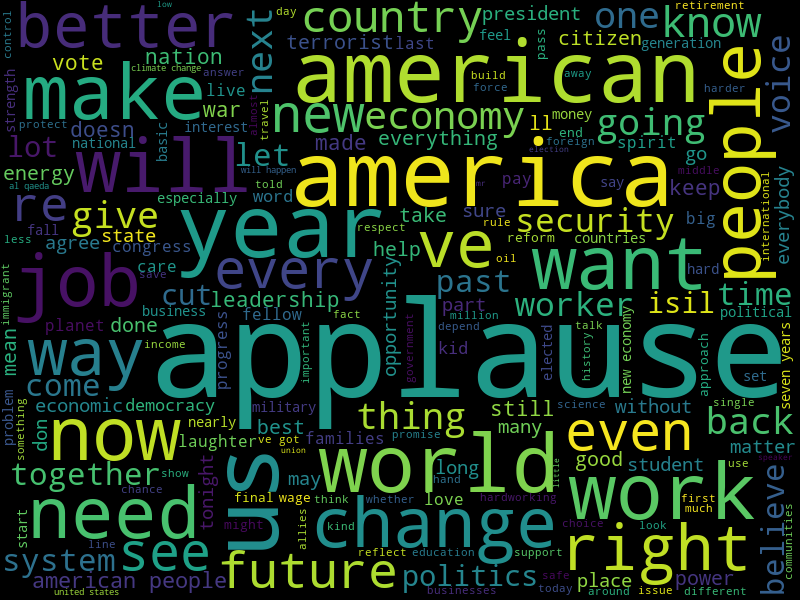 low
better
country
president
one
retirement
know
control
day
next
terrorist
last
feel
pass
citizen
generation
vote
nation
climate change
answer
american
build
away
harder
people
voice
strength
make
live
war
travel
force
protect
doesn
basic
interest
almost
new
economy
ll
money
going
lot
national
will
let
made
everything
end
foreign
spirit
election
go
middle
al qaeda
will happen
energy
told
america
mr
pay
say
keep
international
everybody
re
give
especially
word
year
take
sure
rule
security
big
fall
state
respect
ve
reform
countries
less
agree
congress
help
oil
want
hard
job
care
save
every
past
cut
leadership
opportunity
part
worker
isil
time
political
immigrant
planet
done
business
fellow
fact
million
applause
mean
way
income
progress
important
government
depend
kid
elected
talk
history
new economy
approach
set
seven years
come
economic
democracy
military
best
thing
still
science
without
single
back
problem
something
don
now
nearly
laughter
ve got
families
promise
many
even
matter
together
show
union
us
may
world
long
little
good
student
use
speaker
need
chance
tonight
final
wage
think
whether
love
hand
hardworking
work
first
much
believe
communities
start
might
allies
kind
change
choice
look
system
see
line
future
reflect
education
support
right
american people
politics
safe
place
power
united states
businesses
today
around
issue
different